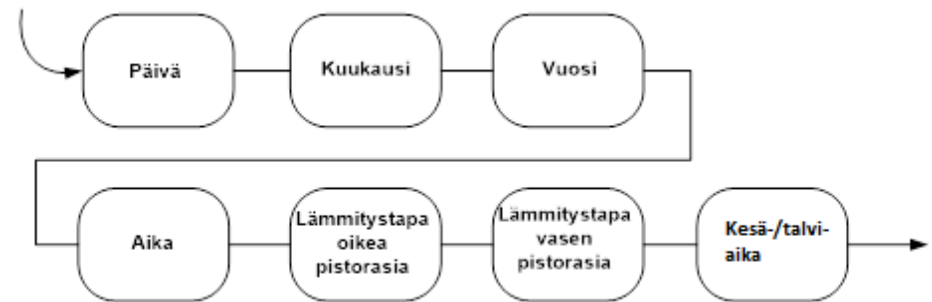 Päivä
Kuukausi
Vuosi
Aika
Lämmitystapa
oikea
pistorasia
Lämmitystapa
vasen
pistorasia
Kesä-/talvi-
aika